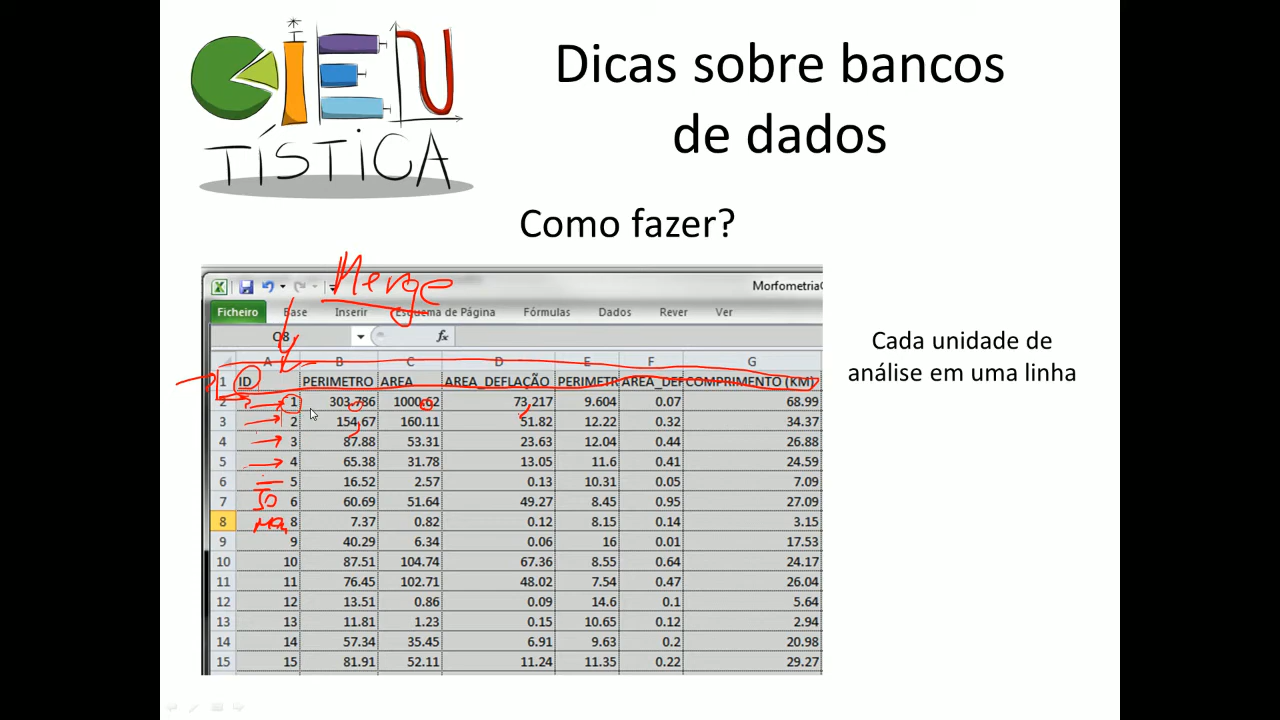 CIEN
TÍSTICA
Dicas sobre bancos
de dados
Como fazer?
Merge
Morfometria
Ficheiro Base Inserir Esquema de Página Fórmulas Dados Rever Ver
O8 fx
A B C D E F G
1 ID PERIMETRO AREA AREA_DEFLAÇÃO PERIMETR AREA_DEF COMPRIMENTO (KM)
2 1 303.786 1000.62 73,217 9.604 0.07 68.99
3 2 154,67 160.11 51.82 12.22 0.32 34.37
4 3 87.88 53.31 23.63 12.04 0.44 26.88
5 4 65.38 31.78 13.05 11.6 0.41 24.59
6 5 16.52 2.57 0.13 10.31 0.05 7.09
7 6 60.69 51.64 49.27 8.45 0.95 27.09
8 8 7.37 0.82 0.12 8.15 0.14 3.15
9 9 40.29 6.34 0.06 16 0.01 17.53
10 10 87.51 104.74 67.36 8.55 0.64 24.17
11 11 76.45 102.71 48.02 7.54 0.47 26.04
12 12 13.51 0.86 0.09 14.6 0.1 5.64
13 13 11.81 1.23 0.15 10.65 0.12 2.94
14 14 57.34 35.45 6.91 9.63 0.2 20.98
15 15 81.91 52.11 11.24 11.35 0.22 29.27
Cada unidade de
análise em uma linha